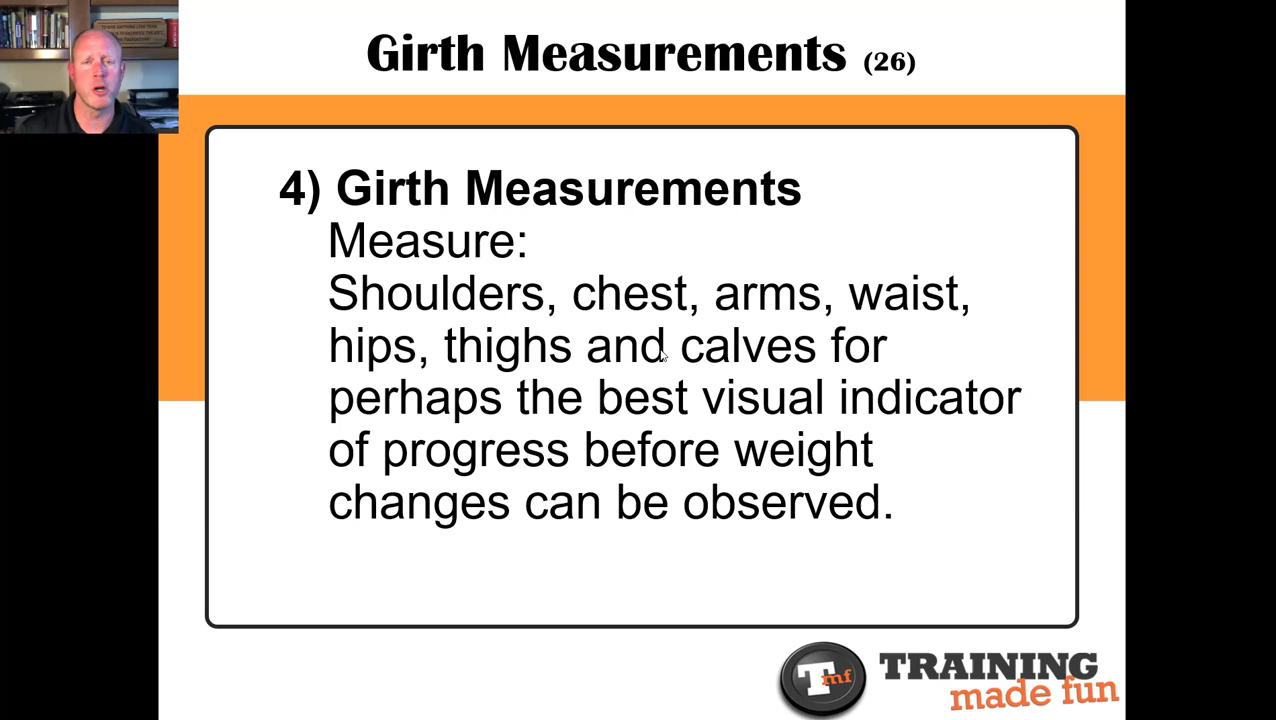 Girth Measurements (26)
4) Girth Measurements
Measure:
Shoulders, chest, arms, waist,
hips, thighs and calves for
perhaps the best visual indicator
of progress before weight
changes can be observed.
Tmf
TRAINING
made fun